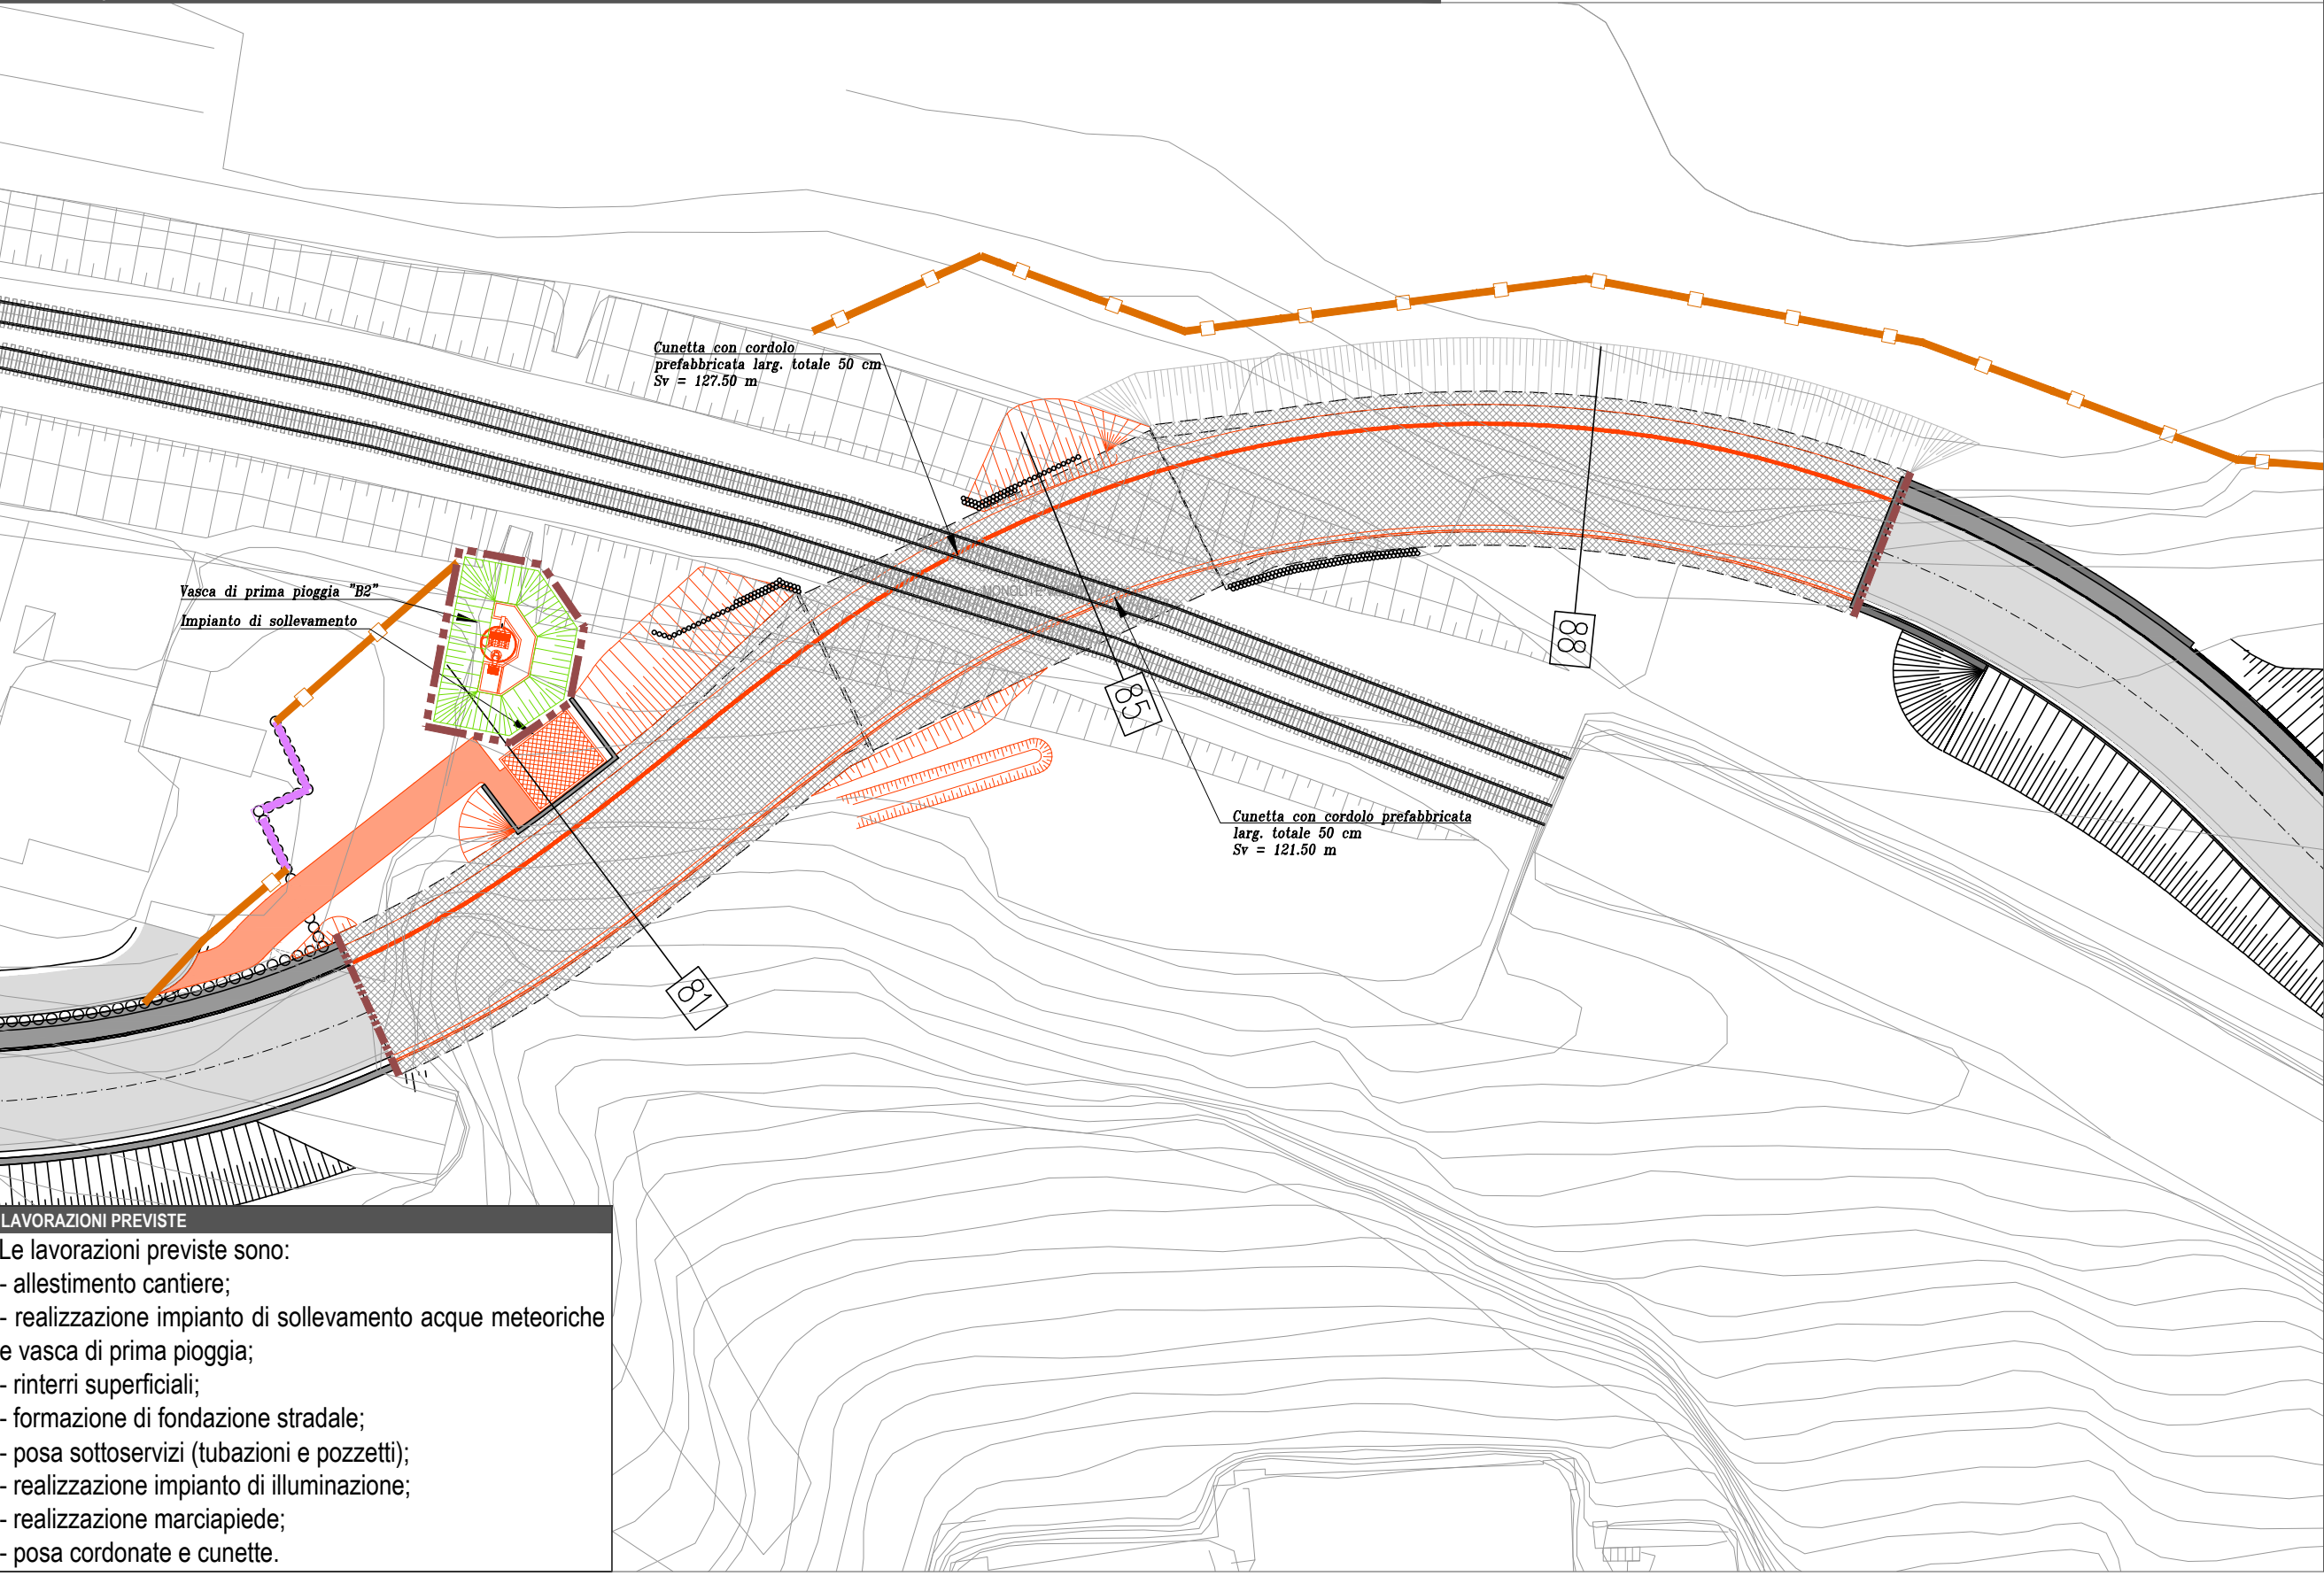 Cunetta con cordolo
prefabbricata larg. totale 50 cm
Sv = 127.50 m
Vasca di prima pioggia "B2"
Impianto di sollevamento
MONOLITE
88
85
Cunetta con cordolo prefabbricata
larg. totale 50 cm
Sv = 121.50 m
81
LAVORAZIONI PREVISTE
Le lavorazioni previste sono:
- allestimento cantiere;
- realizzazione impianto di sollevamento acque meteoriche
e vasca di prima pioggia;
- rinterri superficiali;
- formazione di fondazione stradale;
- posa sottoservizi (tubazioni e pozzetti);
- realizzazione impianto di illuminazione;
- realizzazione marciapiede;
- posa cordonate e cunette.